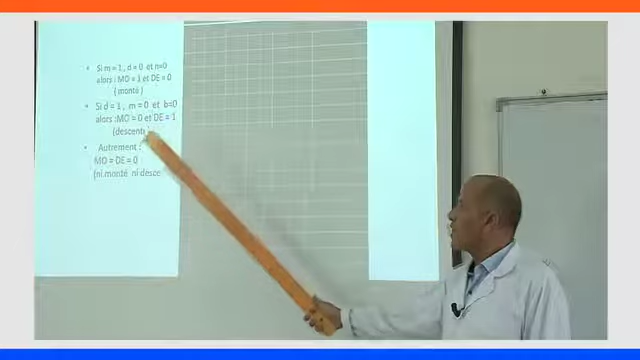 • Si m = 1 , d = 0 et n=0
alors : MO = 1 et DE = 0
( monté )
• Si d = 1 , m = 0 et b=0
alors :MO = 0 et DE = 1
(descent
• Autrement :
MO = DE = 0
(ni monté ni desce